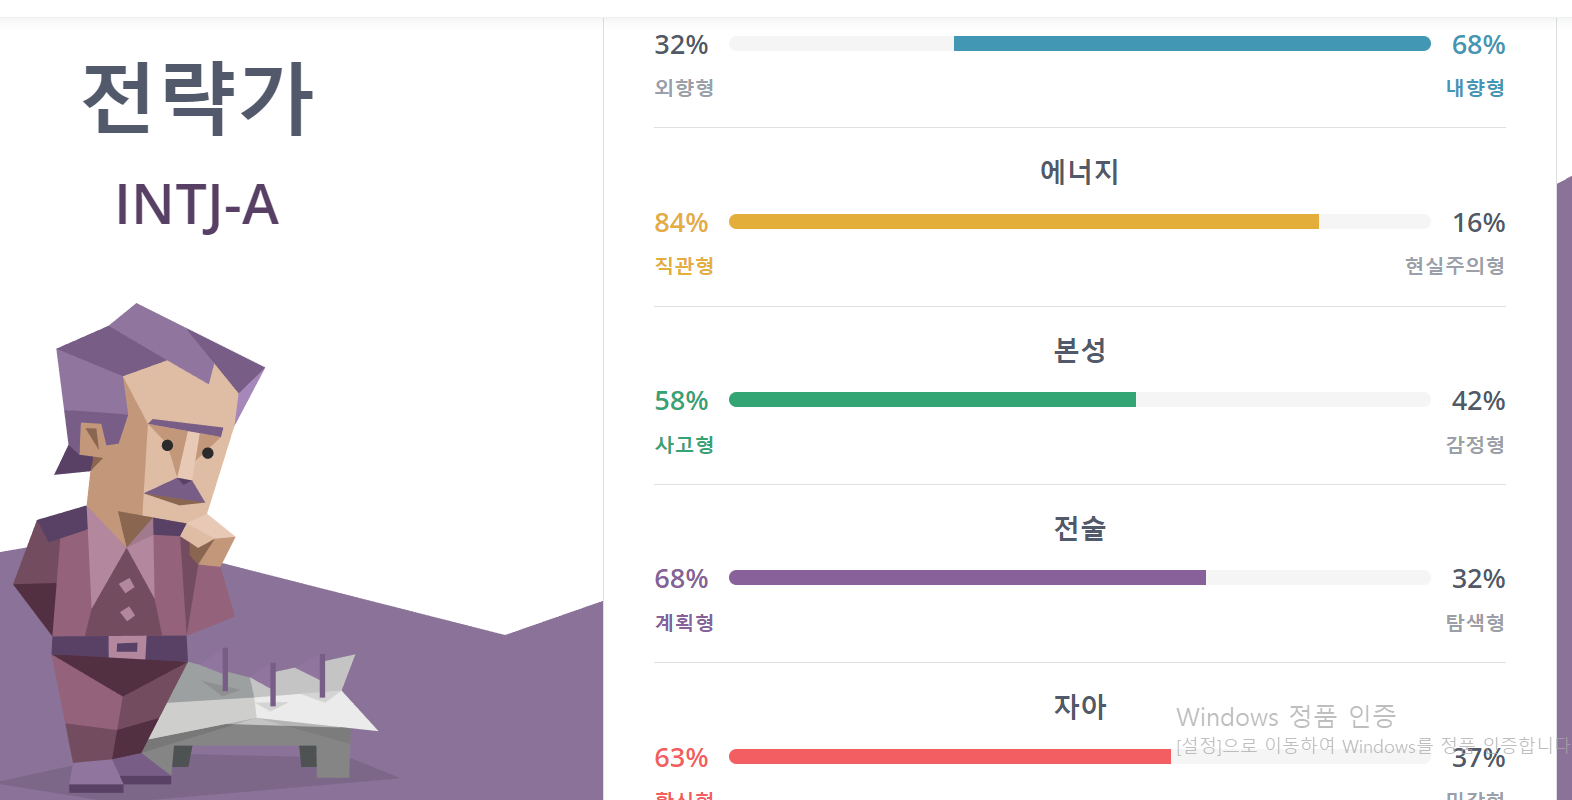 전략가
INTJ-A
32% 68%
외향형 내향형
에너지
84% 16%
직관형 현실주의형
본성
58% 42%
사고형 감정형
전술
68% 32%
계획형 탐색형
자아
Windows 정품 인증
[설정]으로 이동하여 Windows를 정품 인증합니다
63% 37%